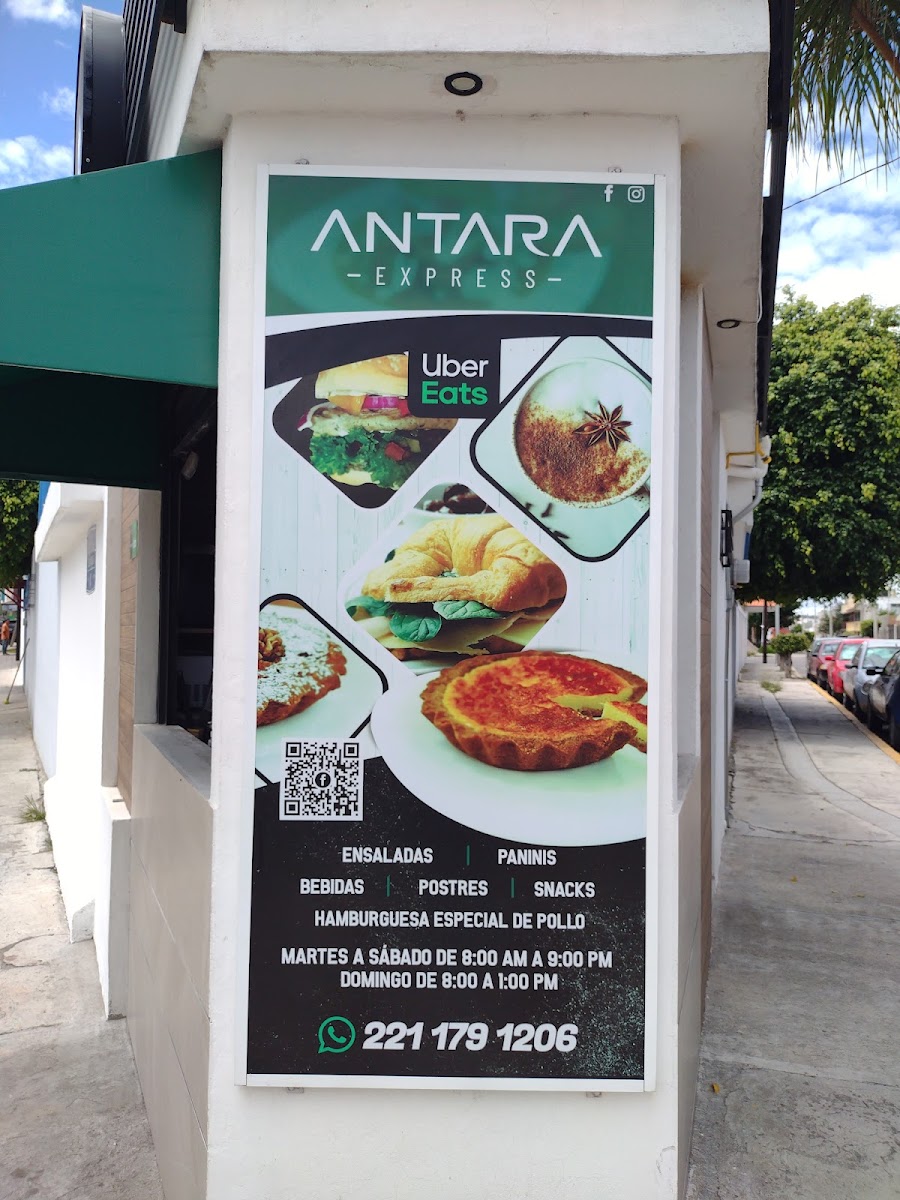 ANTARA
- EXPRESS -
Uber
Eats
ENSALADAS | PANINIS
BEBIDAS | POSTRES | SNACKS
HAMBURGUESA ESPECIAL DE POLLO
MARTES A SÁBADO DE 8:00 AM A 9:00 PM
DOMINGO DE 8:00 A 1:00 PM
221 179 1206